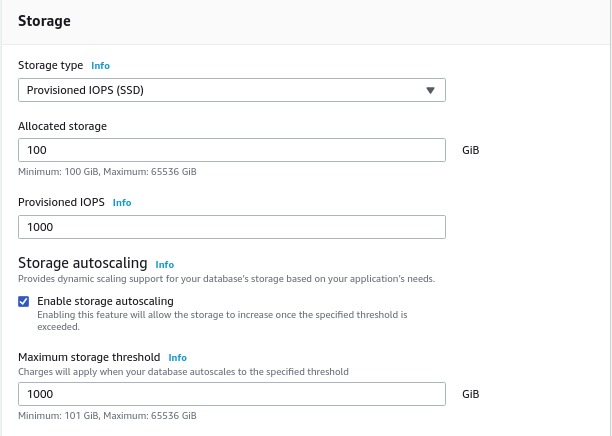 Storage
Storage type Info
Provisioned IOPS (SSD)
Allocated storage
100 GiB
Minimum: 100 GiB, Maximum: 65536 GiB
Provisioned IOPS Info
1000
Storage autoscaling Info
Provides dynamic scaling support for your database's storage based on your application's needs.
Enable storage autoscaling
Enabling this feature will allow the storage to increase once the specified threshold is
exceeded.
Maximum storage threshold Info
Charges will apply when your database autoscales to the specified threshold
1000 GiB
Minimum: 101 GiB, Maximum: 65536 GiB